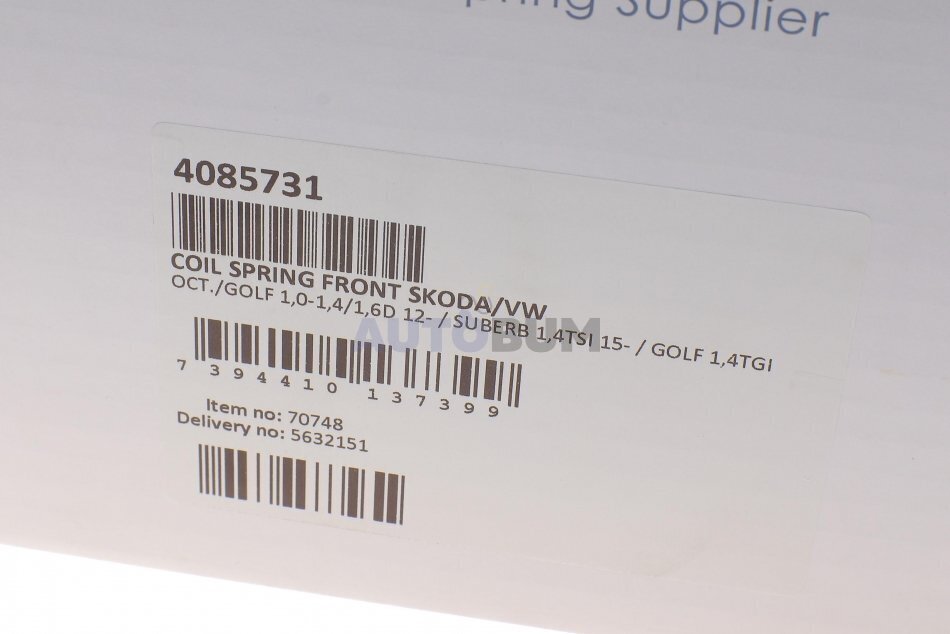 Spring Supplier
4085731
COIL SPRING FRONT SKODA/VW
OCT./GOLF 1,0-1,4/1,6D 12- / SUBERB 1,4TSI 15- / GOLF 1,4TGI
AUTOBUM
7 394410 137399
Item no: 70748
Delivery no: 5632151